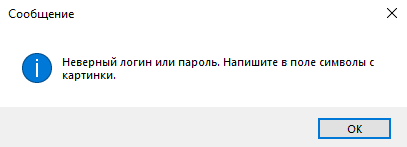 Сообщение
Неверный логин или пароль. Напишите в поле символы с
картинки.
OK